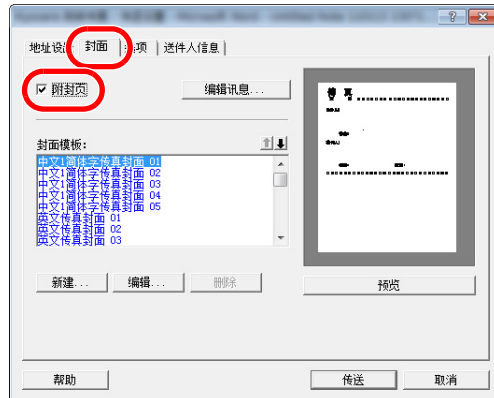 地址设 封面 项 送件人信息
附封页
编辑讯息...
封面模板:
中文1简体字传真封面 01
中文1简体字传真封面 02
中文1简体字传真封面 03
中文1简体字传真封面 04
中文1简体字传真封面 05
英文传真封面 01
英文传真封面 02
英文传真封面 03
新建... 编辑... 删除
传 真
预览
帮助 传送 取消